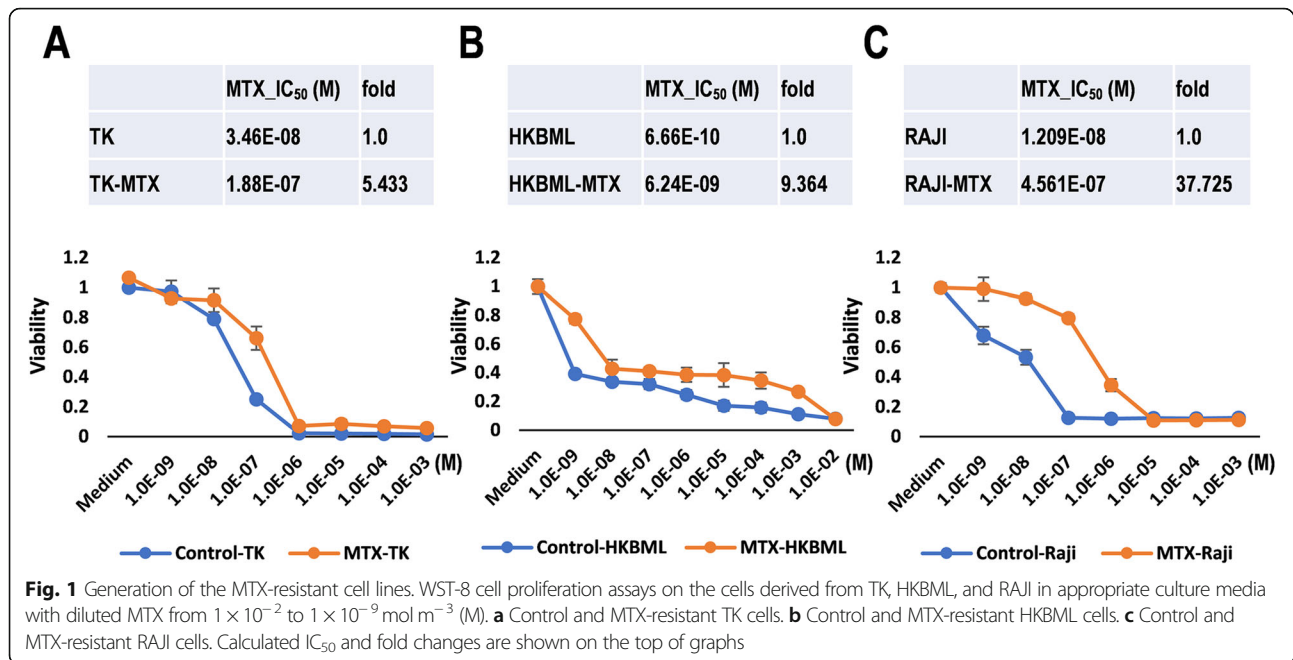 A
B
C
MTX_IC50 (M) fold
TK 3.46E-08 1.0
TK-MTX 1.88E-07 5.433
MTX_IC50 (M) fold
HKBML 6.66E-10 1.0
HKBML-MTX 6.24E-09 9.364
MTX_IC50 (M) fold
RAJI 1.209E-08 1.0
RAJI-MTX 4.561E-07 37.725
Viability
1.2
1
0.8
0.6
0.4
0.2
0
Medium
1.0E-09
1.0E-08
1.0E-07
1.0E-06
1.0E-05
1.0E-04
1.0E-03
(M)
Control-TK MTX-TK
Viability
1.2
1
0.8
0.6
0.4
0.2
0
Medium
1.0E-09
1.0E-08
1.0E-07
1.0E-06
1.0E-05
1.0E-04
1.0E-03
1.0E-02
(M)
Control-HKBML MTX-HKBML
Viability
1.2
1
0.8
0.6
0.4
0.2
0
Medium
1.0E-09
1.0E-08
1.0E-07
1.0E-06
1.0E-05
1.0E-04
1.0E-03
(M)
Control-Raji MTX-Raji
Fig. 1 Generation of the MTX-resistant cell lines. WST-8 cell proliferation assays on the cells derived from TK, HKBML, and RAJI in appropriate culture media
with diluted MTX from 1 × 10⁻² to 1 × 10⁻⁹ mol m⁻³ (M). a Control and MTX-resistant TK cells. b Control and MTX-resistant HKBML cells. c Control and
MTX-resistant RAJI cells. Calculated IC50 and fold changes are shown on the top of graphs